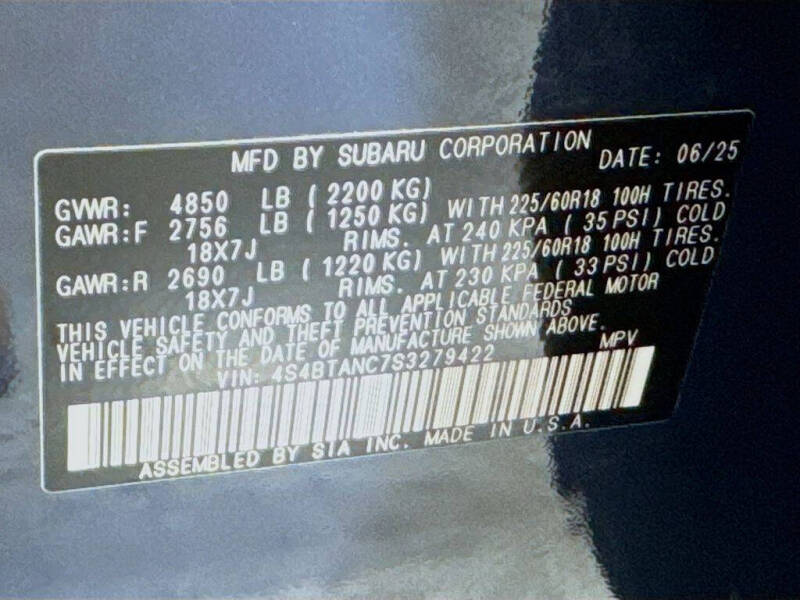 MFD BY SUBARU CORPORATION DATE: 06/25
GVWR: 4850 LB ( 2200 KG)
GAWR:F 2756 LB ( 1250 KG) WITH 225/60R18 100H TIRES.
18X7J RIMS. AT 240 KPA ( 35 PSI) COLD
GAWR:R 2690 LB ( 1220 KG) WITH 225/60R18 100H TIRES.
18X7J RIMS. AT 230 KPA ( 33 PSI) COLD
THIS VEHICLE CONFORMS TO ALL APPLICABLE FEDERAL MOTOR
VEHICLE SAFETY AND THEFT PREVENTION STANDARDS
IN EFFECT ON THE DATE OF MANUFACTURE SHOWN ABOVE.
VIN: 4S4BTANC7S3279422 MPV
ASSEMBLED BY SIA INC. MADE IN U.S.A.